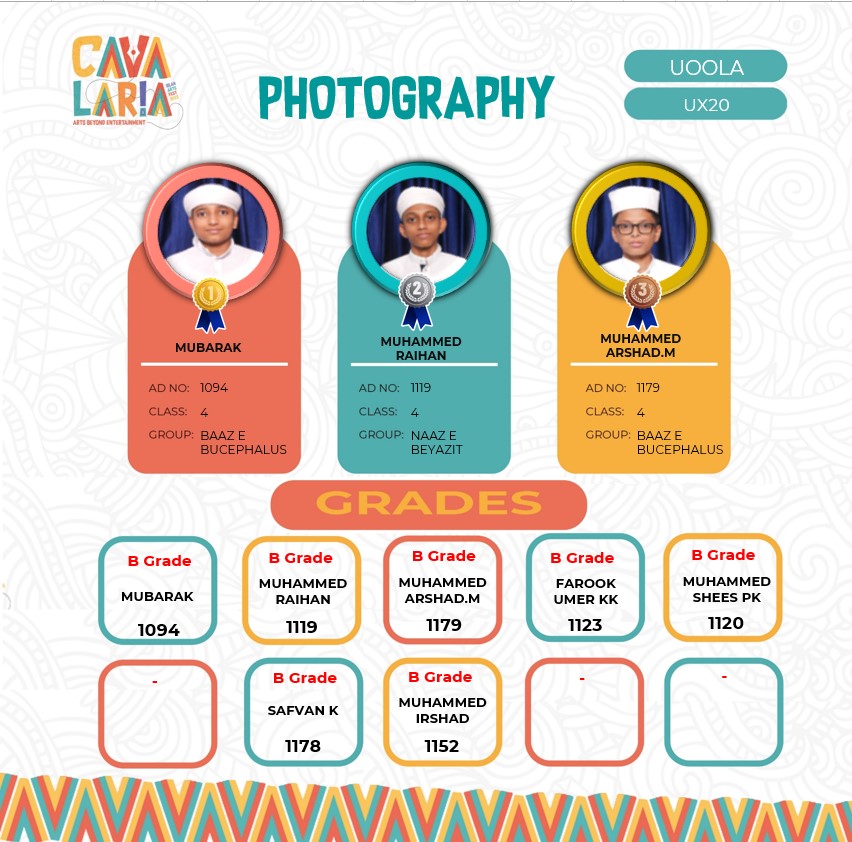 CAVA
LARIA
ARTS BEYOND ENTERTAINMENT
PHOTOGRAPHY
UOOLA
UX20
1
MUBARAK
AD NO: 1094
CLASS: 4
GROUP: BAAZ E
BUCEPHALUS
2
MUHAMMED
RAIHAN
AD NO: 1119
CLASS: 4
GROUP: NAAZ E
BEYAZIT
3
MUHAMMED
ARSHAD.M
AD NO: 1179
CLASS: 4
GROUP: BAAZ E
BUCEPHALUS
GRADES
B Grade
MUBARAK
1094
B Grade
MUHAMMED
RAIHAN
1119
B Grade
MUHAMMED
ARSHAD.M
1179
B Grade
FAROOK
UMER KK
1123
B Grade
MUHAMMED
SHEES PK
1120
-
B Grade
SAFVAN K
1178
B Grade
MUHAMMED
IRSHAD
1152
-
-